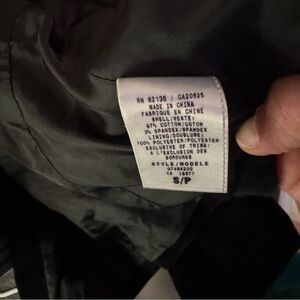 RN 62136 / CA20625
MADE IN CHINA
FABRIQUE EN CHINE
SHELL/VESTE:
97% COTTON/COTON
3% SPANDEX/SPANDEX
LINING/DOUBLURE:
100% POLYESTER/POLYESTER
EXCLUSIVE OF TRIMS/
A L'EXCLUSION DES
BORDURES
STYLE/MODELE
S/P